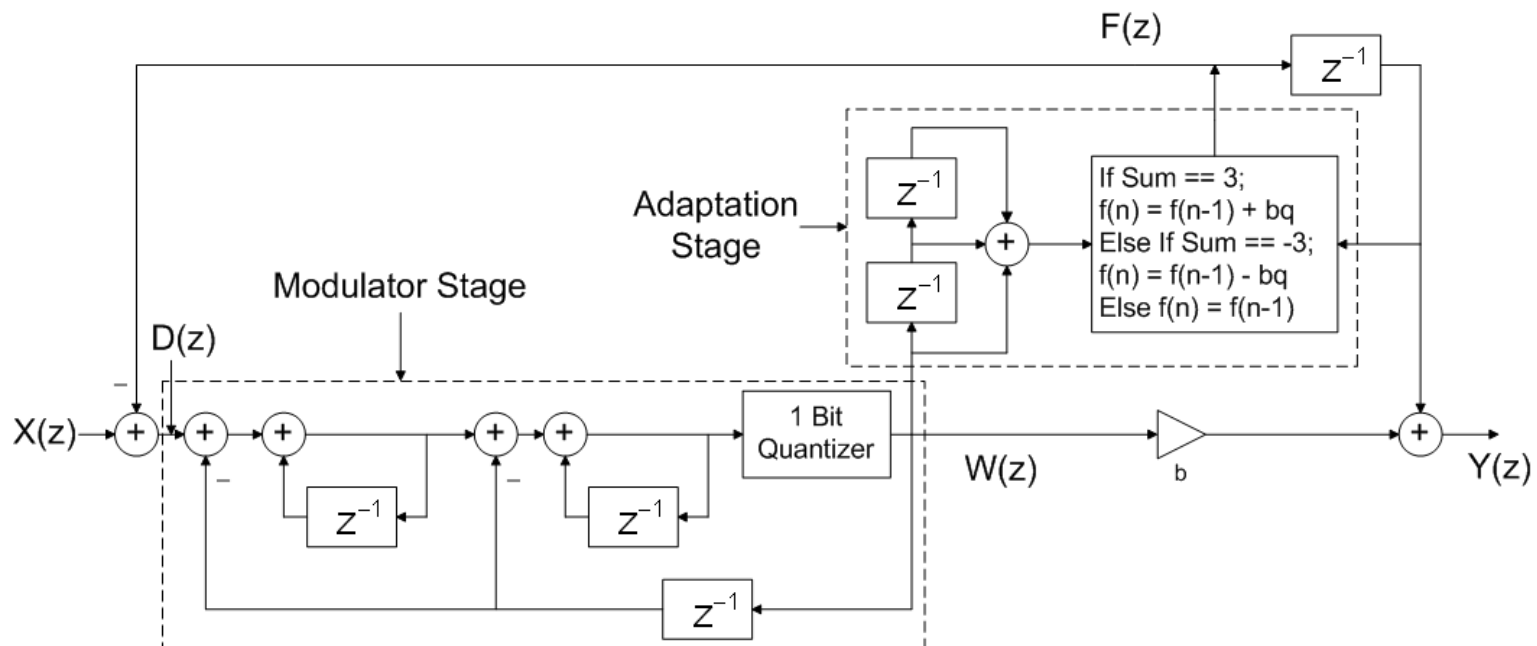 F(z)
z⁻¹
Adaptation
Stage
z⁻¹
z⁻¹
+
If Sum == 3;
f(n) = f(n-1) + bq
Else If Sum == -3;
f(n) = f(n-1) - bq
Else f(n) = f(n-1)
Modulator Stage
D(z)
–
X(z)
+
+
–
+
+
–
+
1 Bit
Quantizer
W(z)
b
+
Y(z)
z⁻¹
z⁻¹
z⁻¹